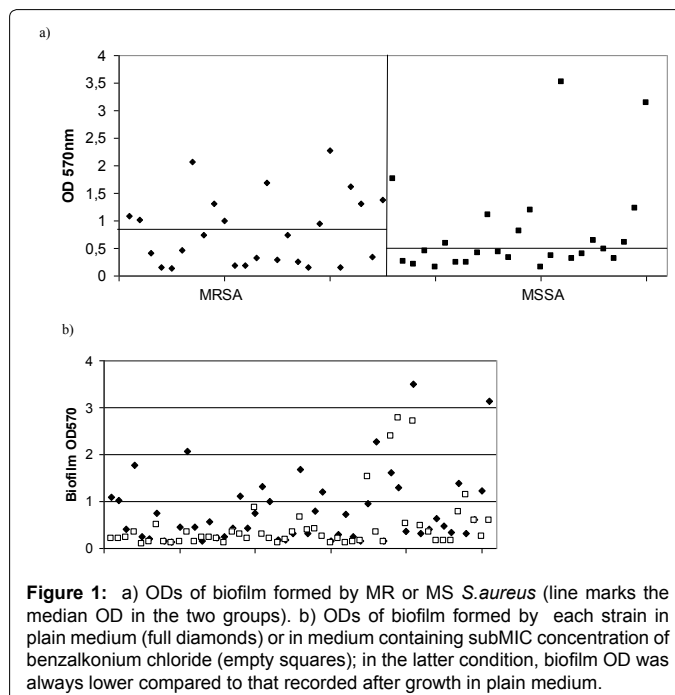 a)
4
3,5
3
2,5
2
1,5
1
0,5
0
OD 570nm
MRSA
MSSA
b)
4
3
2
1
0
Biofilm OD570
Figure 1: a) ODs of biofilm formed by MR or MS S.aureus (line marks the
median OD in the two groups). b) ODs of biofilm formed by each strain in
plain medium (full diamonds) or in medium containing subMIC concentration of
benzalkonium chloride (empty squares); in the latter condition, biofilm OD was
always lower compared to that recorded after growth in plain medium.